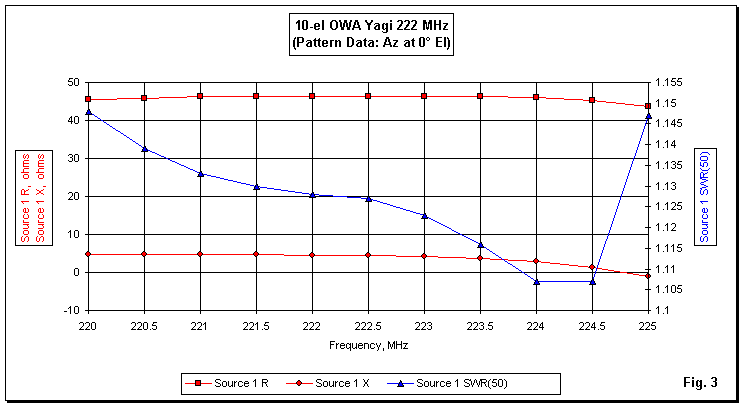 10-el OWA Yagi 222 MHz
(Pattern Data: Az at 0° El)
Source 1 R, ohms
Source 1 X, ohms
50
40
30
20
10
0
-10
1.155
1.15
1.145
1.14
1.135
1.13
1.125
1.12
1.115
1.11
1.105
1.1
Source 1 SWR(50)
220 220.5 221 221.5 222 222.5 223 223.5 224 224.5 225
Frequency, MHz
Source 1 R Source 1 X Source 1 SWR(50)
Fig. 3